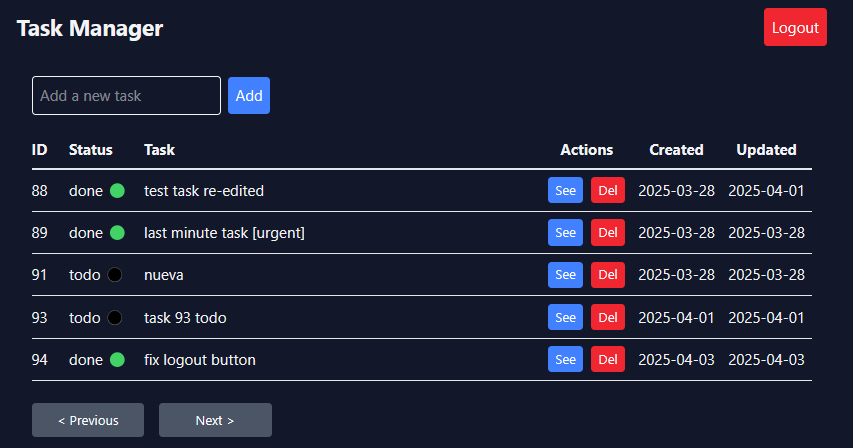 Task Manager Logout
Add a new task Add
ID Status Task Actions Created Updated
88 done test task re-edited See Del 2025-03-28 2025-04-01
89 done last minute task [urgent] See Del 2025-03-28 2025-03-28
91 todo nueva See Del 2025-03-28 2025-03-28
93 todo task 93 todo See Del 2025-04-01 2025-04-01
94 done fix logout button See Del 2025-04-03 2025-04-03
< Previous Next >